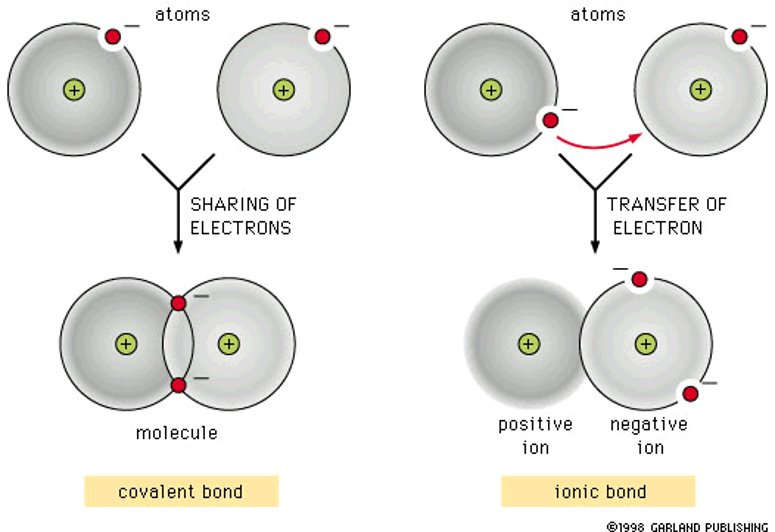 atoms
atoms
SHARING OF
ELECTRONS
TRANSFER OF
ELECTRON
molecule
positive
ion
negative
ion
covalent bond
ionic bond
©1998 GARLAND PUBLISHING